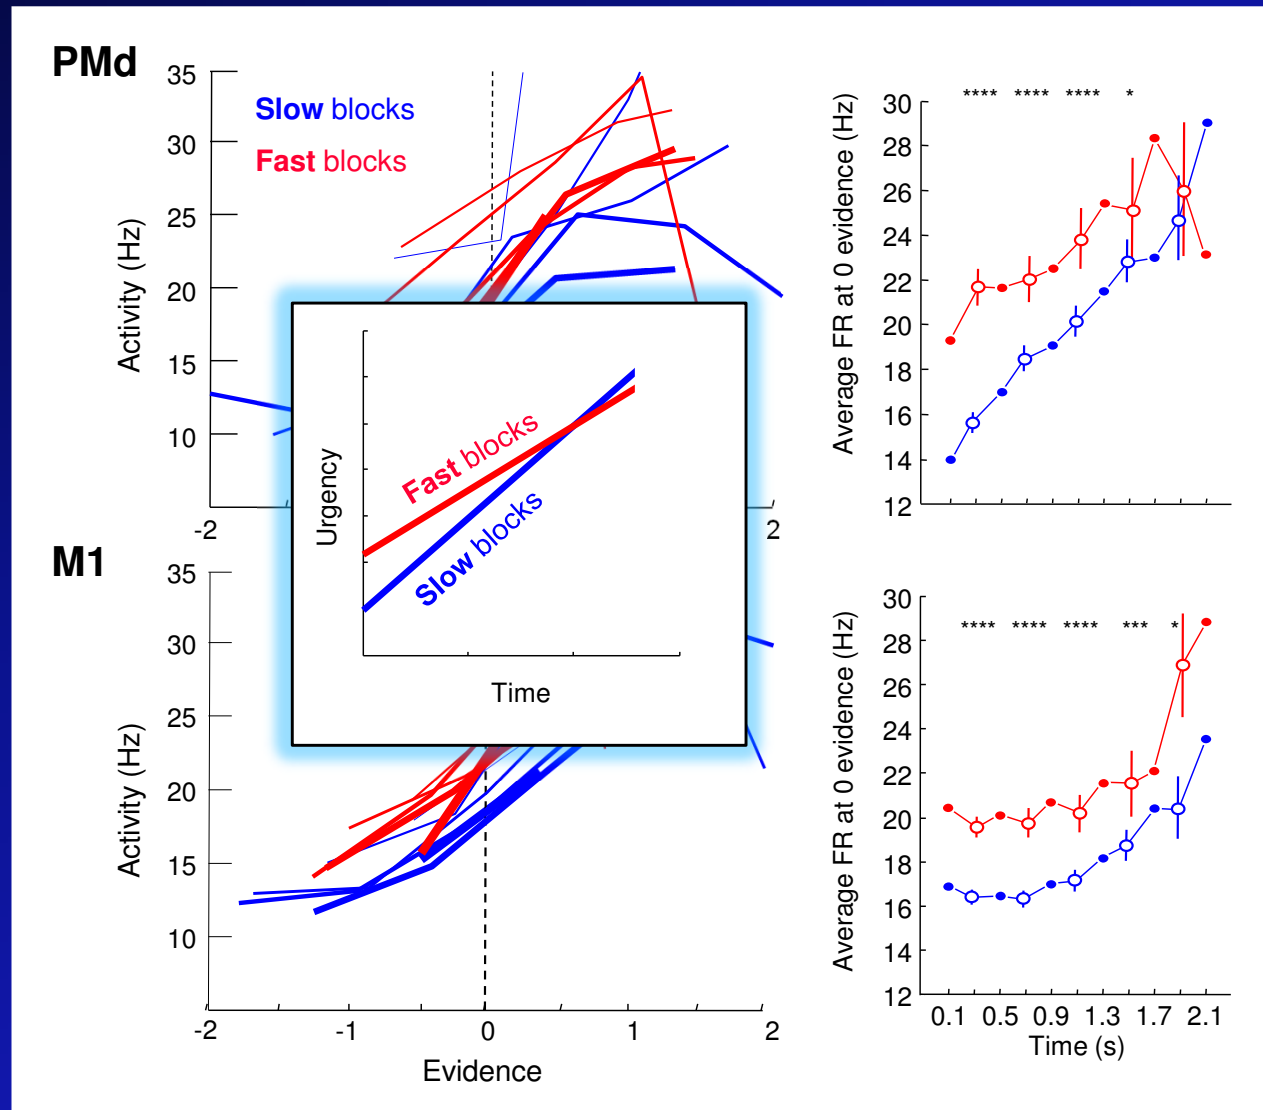 PMd
Slow blocks
Fast blocks
Activity (Hz)
35
30
25
20
15
10
-2
2
Average FR at 0 evidence (Hz)
**** **** **** *
30
28
26
24
22
20
18
16
14
12
Urgency
Fast blocks
Slow blocks
Time
M1
Activity (Hz)
35
30
25
20
15
10
-2 -1 0 1 2
Evidence
Average FR at 0 evidence (Hz)
**** **** **** *** *
30
28
26
24
22
20
18
16
14
12
0.1 0.5 0.9 1.3 1.7 2.1
Time (s)